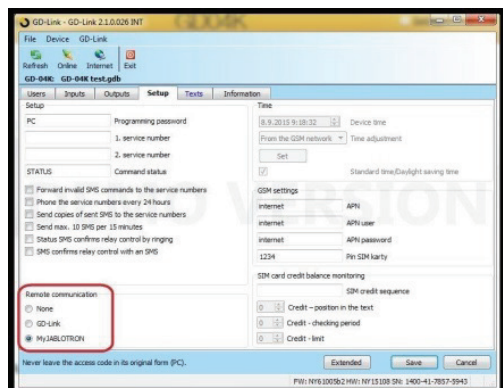 GD-Link - GD-Link 2.1.0.026 INT
File Device GD-Link
Refresh Online Internet Exit
GD-04K: GD-04K test.gdb
Users Inputs Outputs Setup Texts Information
Setup
PC Programming password
1. service number
2. service number
STATUS Command status
Forward invalid SMS commands to the service numbers
Phone the service numbers every 24 hours
Send copies of sent SMS to the service numbers
Send max. 10 SMS per 15 minutes
Status SMS confirms relay control by ringing
SMS confirms relay control with an SMS
Remote communication
None
GD-Link
MyJABLOTRON
Time
8.9.2015 9:18:32 Device time
From the GSM network Time adjustment
Set
Standard time/Daylight saving time
GSM settings
internet APN
internet APN user
internet APN password
1234 Pin SIM karty
SIM card credit balance monitoring
SIM credit sequence
0 Credit – position in the text
0 Credit - checking period
0 Credit - limit
Never leave the access code in its original form (PC).
Extended Save Cancel
FW: NY61005b2 HW: NY15108 SN: 1400-41-7857-5943